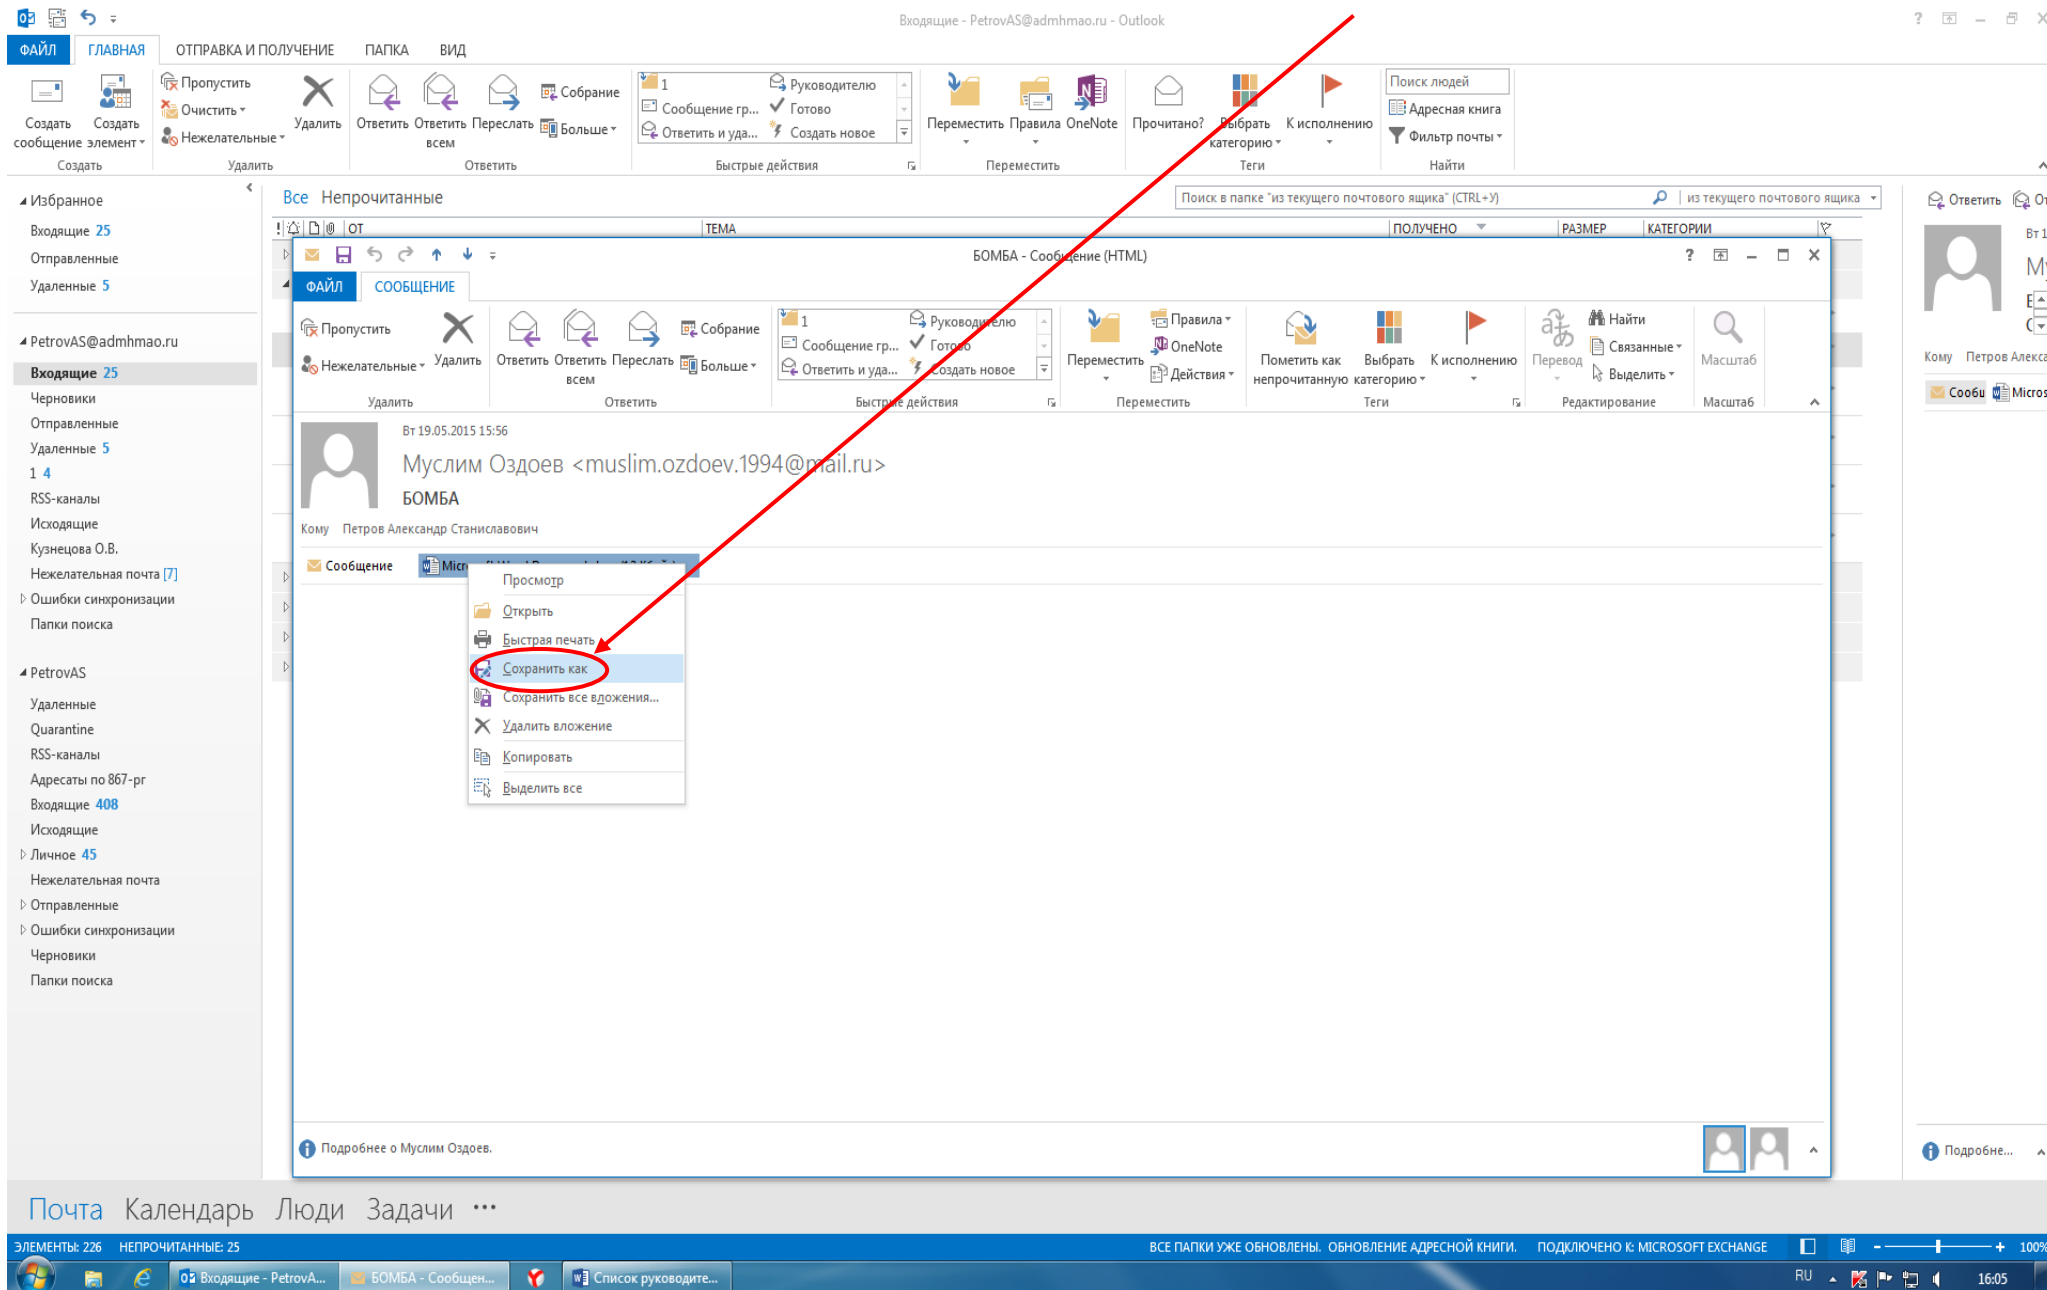 Входящие - PetrovAS@admhmao.ru - Outlook
ФАЙЛ ГЛАВНАЯ ОТПРАВКА И ПОЛУЧЕНИЕ ПАПКА ВИД
Создать сообщение
Создать элемент
Создать
Пропустить
Очистить
Нежелательные
Удалить
Удалить
Ответить
Ответить всем
Переслать
Собрание
Больше
Ответить
1
Сообщение гр...
Ответить и уда...
Руководителю
Готово
Создать новое
Быстрые действия
Переместить
Правила
OneNote
Переместить
Прочитано?
Выбрать категорию
К исполнению
Теги
Поиск людей
Адресная книга
Фильтр почты
Найти
Избранное
Входящие 25
Отправленные
Удаленные 5
PetrovAS@admhmao.ru
Входящие 25
Черновики
Отправленные
Удаленные 5
1 4
RSS-каналы
Исходящие
Кузнецова О.В.
Нежелательная почта [7]
Ошибки синхронизации
Папки поиска
PetrovAS
Удаленные
Quarantine
RSS-каналы
Адресаты по 867-рг
Входящие 408
Исходящие
Личное 45
Нежелательная почта
Отправленные
Ошибки синхронизации
Черновики
Папки поиска
Все Непрочитанные
Поиск в папке "из текущего почтового ящика" (CTRL+У)
из текущего почтового ящика
ОТ ТЕМА ПОЛУЧЕНО РАЗМЕР КАТЕГОРИИ
БОМБА - Сообщение (HTML)
ФАЙЛ СООБЩЕНИЕ
Пропустить
Нежелательные
Удалить
Удалить
Ответить
Ответить всем
Переслать
Собрание
Больше
Ответить
1
Сообщение гр...
Ответить и уда...
Руководителю
Готово
Создать новое
Быстрые действия
Переместить
Правила
OneNote
Действия
Переместить
Пометить как непрочитанную
Выбрать категорию
К исполнению
Теги
Перевод
Найти
Связанные
Выделить
Редактирование
Масштаб
Масштаб
Вт 19.05.2015 15:56
Муслим Оздоев <muslim.ozdoev.1994@mail.ru>
БОМБА
Кому Петров Александр Станиславович
Сообщение
Просмотр
Открыть
Быстрая печать
Сохранить как
Сохранить все вложения...
Удалить вложение
Копировать
Выделить все
Подробнее о Муслим Оздоев.
Ответить
Вт 1
Кому Петров Алекса
Сообщ
Micros
Подробне...
Почта Календарь Люди Задачи ...
ЭЛЕМЕНТЫ: 226 НЕПРОЧИТАННЫЕ: 25
ВСЕ ПАПКИ УЖЕ ОБНОВЛЕНЫ. ОБНОВЛЕНИЕ АДРЕСНОЙ КНИГИ. ПОДКЛЮЧЕНО К: MICROSOFT EXCHANGE
100%
Входящие - PetrovA...
БОМБА - Сообщен...
Список руководите...
RU 16:05